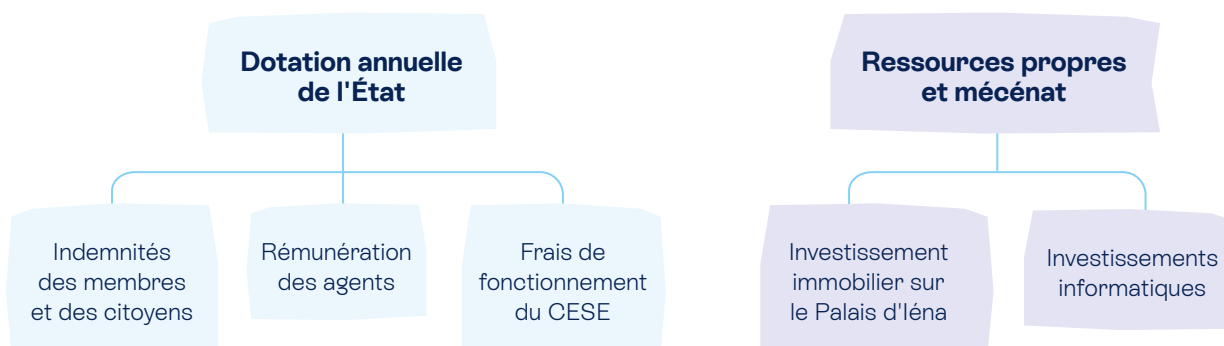 Dotation annuelle
de l'État
Ressources propres
et mécénat
Indemnités
des membres
et des citoyens
Rémunération
des agents
Frais de
fonctionnement
du CESE
Investissement
immobilier sur
le Palais d'Iéna
Investissements
informatiques